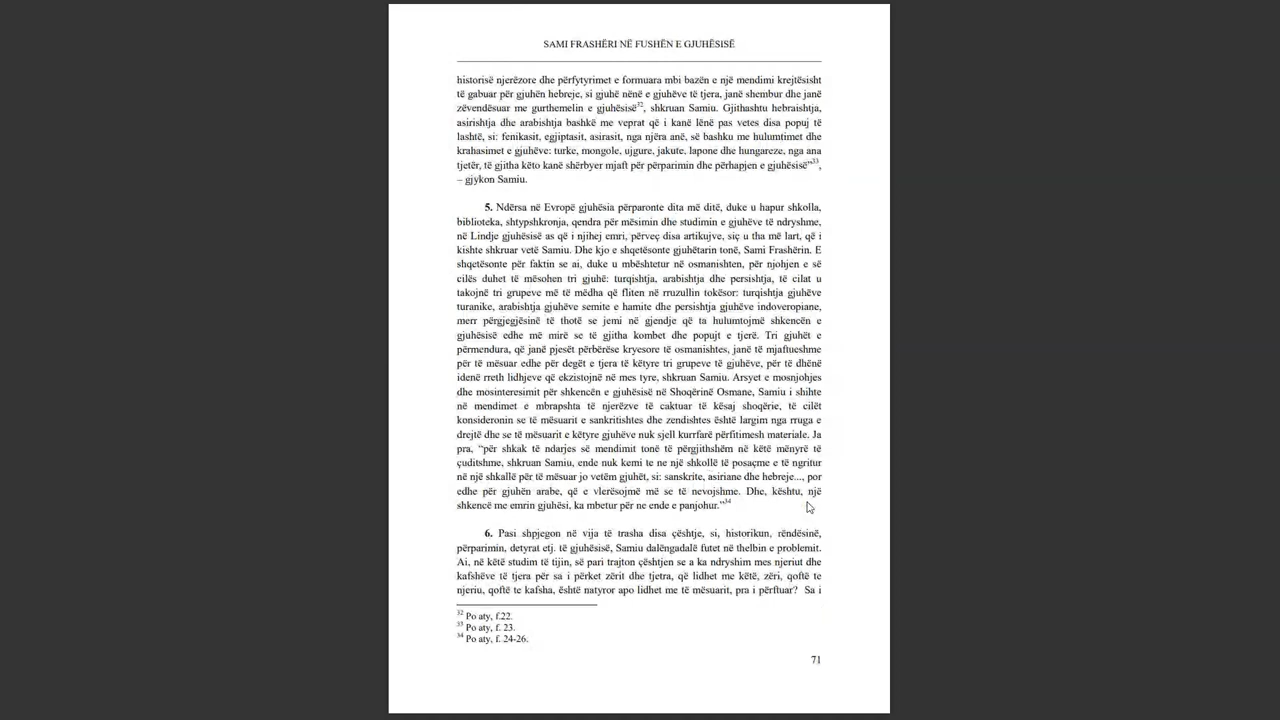 SAMI FRASHËRI NË FUSHËN E GJUHËSISË
historisë njerëzore dhe përfytyrimet e formuara mbi bazën e një mendimi krejtësisht
të gabuar për gjuhën hebreje, si gjuhë nënë e gjuhëve të tjera, janë shembur dhe janë
zëvendësuar me gurthemelin e gjuhësisë³², shkruan Samiu. Gjithashtu hebraishtja,
asirishtja dhe arabishtja bashkë me veprat që i kanë lënë pas vetes disa popuj të
lashtë, si: fenikasit, egjiptasit, asirasit, nga njëra anë, së bashku me hulumtimet dhe
krahasimet e gjuhëve: turke, mongole, ujgure, jakute, lapone dhe hungareze, nga ana
tjetër, të gjitha këto kanë shërbyer mjaft për përparimin dhe përhapjen e gjuhësisë”³³,
– gjykon Samiu.
5. Ndërsa në Evropë gjuhësia përparonte dita më ditë, duke u hapur shkolla,
biblioteka, shtypshkronja, qendra për mësimin dhe studimin e gjuhëve të ndryshme,
në Lindje gjuhësisë as që i njihej emri, përveç disa artikujve, siç u tha më lart, që i
kishte shkruar vetë Samiu. Dhe kjo e shqetësonte gjuhëtarin tonë, Sami Frashërin. E
shqetësonte për faktin se ai, duke u mbështetur në osmanishten, për njohjen e së
cilës duhet të mësohen tri gjuhë: turqishtja, arabishtja dhe persishtja, të cilat u
takojnë tri grupeve më të mëdha që fliten në rruzullin tokësor: turqishtja gjuhëve
turanike, arabishtja gjuhëve semite e hamite dhe persishtja gjuhëve indoveropiane,
merr përgjegjësinë të thotë se jemi në gjendje që ta hulumtojmë shkencën e
gjuhësisë edhe më mirë se të gjitha kombet dhe popujt e tjerë. Tri gjuhët e
përmendura, që janë pjesët përbërëse kryesore të osmanishtes, janë të mjaftueshme
për të mësuar edhe për degët e tjera të këtyre tri grupeve të gjuhëve, për të dhënë
idenë rreth lidhjeve që ekzistojnë në mes tyre, shkruan Samiu. Arsyet e mosnjohjes
dhe mosinteresimit për shkencën e gjuhësisë në Shoqërinë Osmane, Samiu i shihte
në mendimet e mbrapshta të njerëzve të caktuar të kësaj shoqërie, të cilët
konsideronin se të mësuarit e sankritishtes dhe zendishtes është largim nga rruga e
drejtë dhe se të mësuarit e këtyre gjuhëve nuk sjell kurrfarë përfitimesh materiale. Ja
pra, “për shkak të ndarjes së mendimit tonë të përgjithshëm në këtë mënyrë të
çuditshme, shkruan Samiu, ende nuk kemi te ne një shkollë të posaçme e të ngritur
në një shkallë për të mësuar jo vetëm gjuhët, si: sanskrite, asiriane dhe hebreje..., por
edhe për gjuhën arabe, që e vlerësojmë më se të nevojshme. Dhe, kështu, një
shkencë me emrin gjuhësi, ka mbetur për ne ende e panjohur.”³⁴
6. Pasi shpjegon në vija të trasha disa çështje, si, historikun, rëndësinë,
përparimin, detyrat etj. të gjuhësisë, Samiu dalëngadalë futet në thelbin e problemit.
Ai, në këtë studim të tijin, së pari trajton çështjen se a ka ndryshim mes njeriut dhe
kafshëve të tjera për sa i përket zërit dhe tjetra, që lidhet me këtë, zëri, qoftë te
njeriu, qoftë te kafsha, është natyror apo lidhet me të mësuarit, pra i përftuar? Sa i
³² Po aty, f.22.
³³ Po aty, f. 23.
³⁴ Po aty, f. 24-26.
71